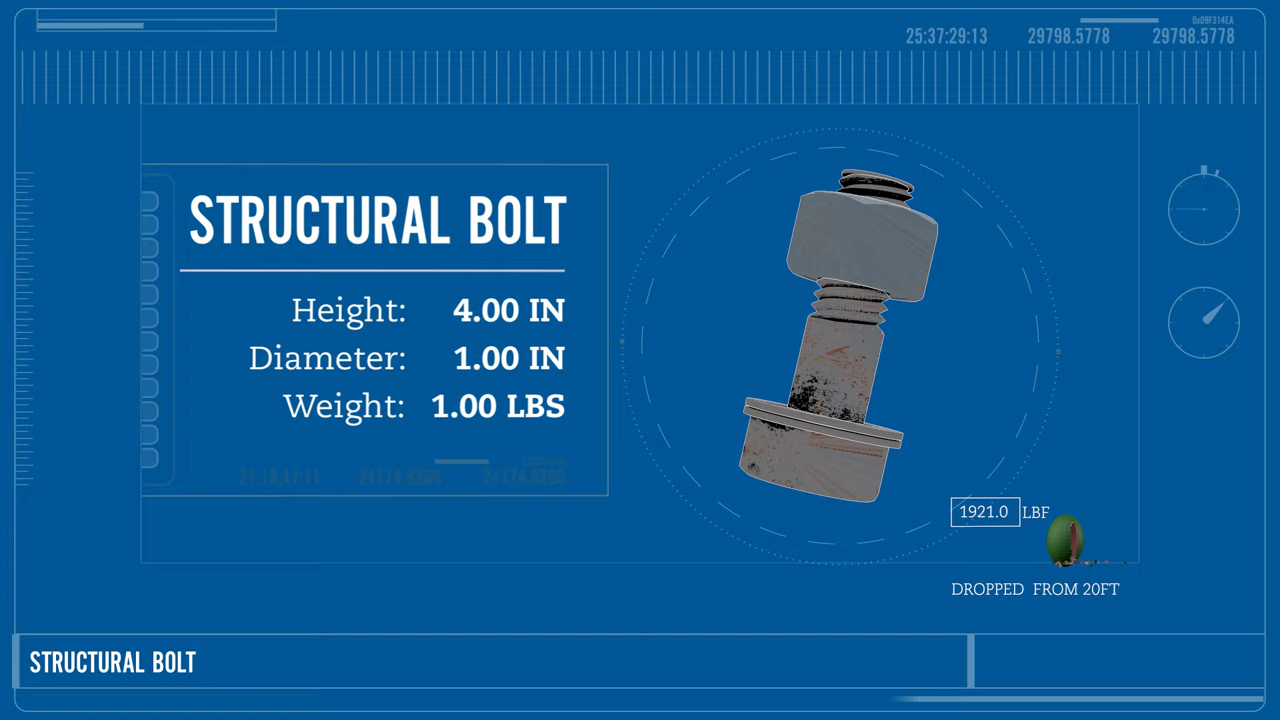 0x09F314EA
25:37:29:13 29798.5778 29798.5778
STRUCTURAL BOLT
Height: 4.00 IN
Diameter: 1.00 IN
Weight: 1.00 LBS
1921.0 LBF
DROPPED FROM 20FT
STRUCTURAL BOLT